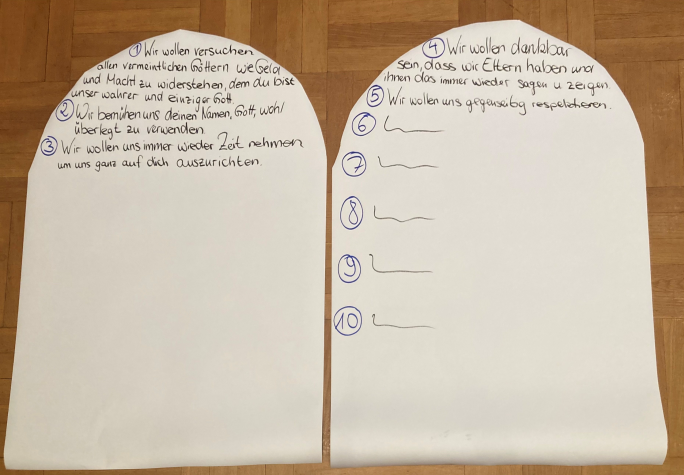 ① Wir wollen versuchen
allen vermeintlichen Göttern wie Geld
und Macht zu widerstehen, dem du bist
unser wahrer und einziger Gott.
② Wir bemühen uns deinen Namen, Gott, wohl
überlegt zu verwenden.
③ Wir wollen uns immer wieder Zeit nehmen
um uns ganz auf dich auszurichten.
④ Wir wollen dankbar
sein, dass wir Eltern haben und
ihnen das immer wieder sagen u zeigen.
⑤ Wir wollen uns gegenseitig respektieren.
⑥
⑦
⑧
⑨
⑩